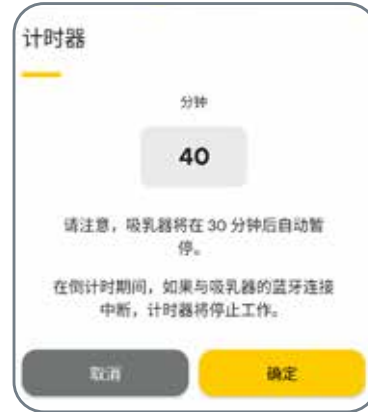 计时器
分钟
40
请注意，吸乳器将在 30 分钟后自动暂
停。
在倒计时期间，如果与吸乳器的蓝牙连接
中断，计时器将停止工作。
取消
确定